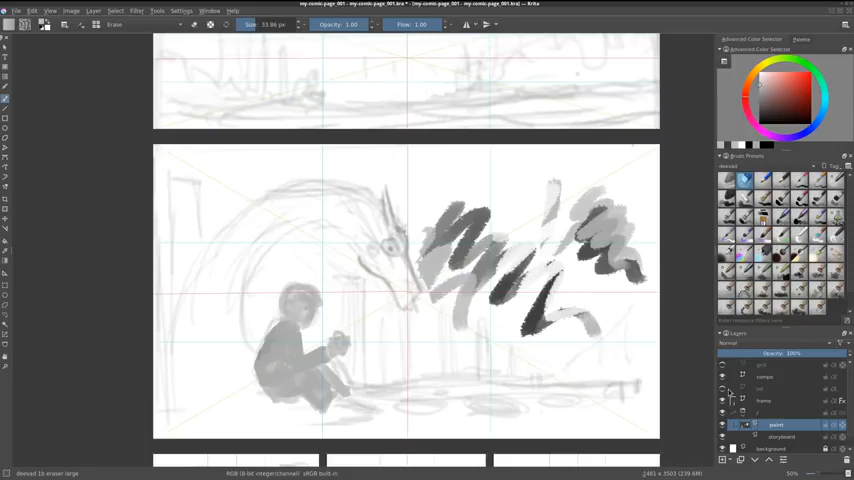 my-comic-page_001.kra * - [my-comic-page_001.kra] — Krita
File Edit View Image Layer Select Filter Tools Settings Window Help
Erase Size: 33.86 px Opacity: 1.00 Flow: 1.00
Advanced Color Selector Palette
Advanced Color Selector
Brush Presets
deevad Tag
Layers
Normal
Opacity: 100%
grid
compo
txt
frame
paint
storyboard
background
deevad 1b eraser large RGB (8-bit integer/channel) sRGB built-in 2481 x 3503 (29.6M) 50%